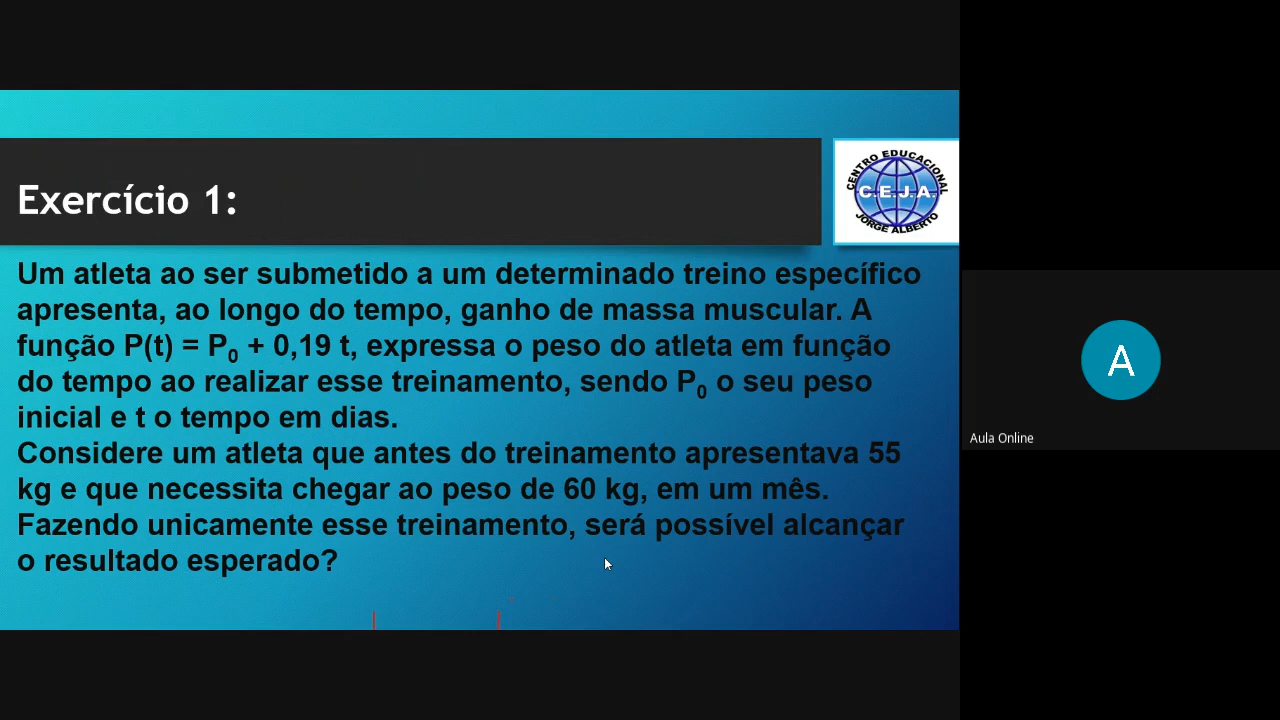 Exercício 1:
CENTRO EDUCACIONAL
C.E.J.A.
JORGE ALBERTO
Um atleta ao ser submetido a um determinado treino específico
apresenta, ao longo do tempo, ganho de massa muscular. A
função P(t) = P₀ + 0,19 t, expressa o peso do atleta em função
do tempo ao realizar esse treinamento, sendo P₀ o seu peso
inicial e t o tempo em dias.
Considere um atleta que antes do treinamento apresentava 55
kg e que necessita chegar ao peso de 60 kg, em um mês.
Fazendo unicamente esse treinamento, será possível alcançar
o resultado esperado?
A
Aula Online